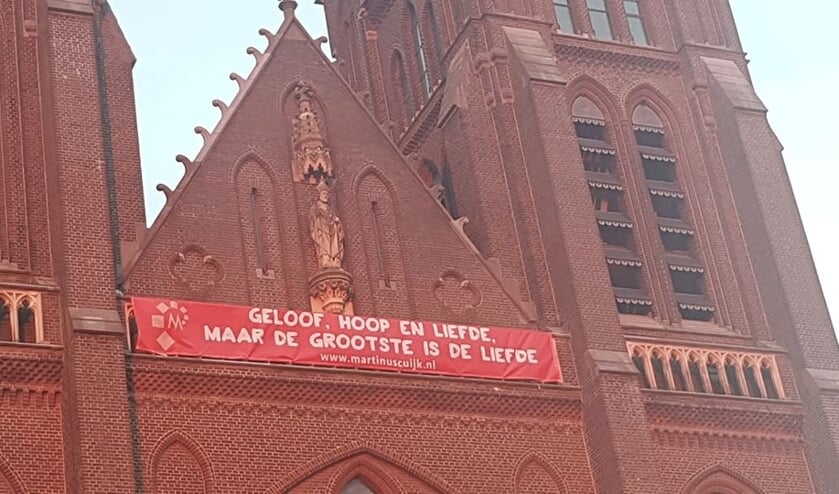 M
GELOOF, HOOP EN LIEFDE,
MAAR DE GROOTSTE IS DE LIEFDE
www.martinuscuijk.nl